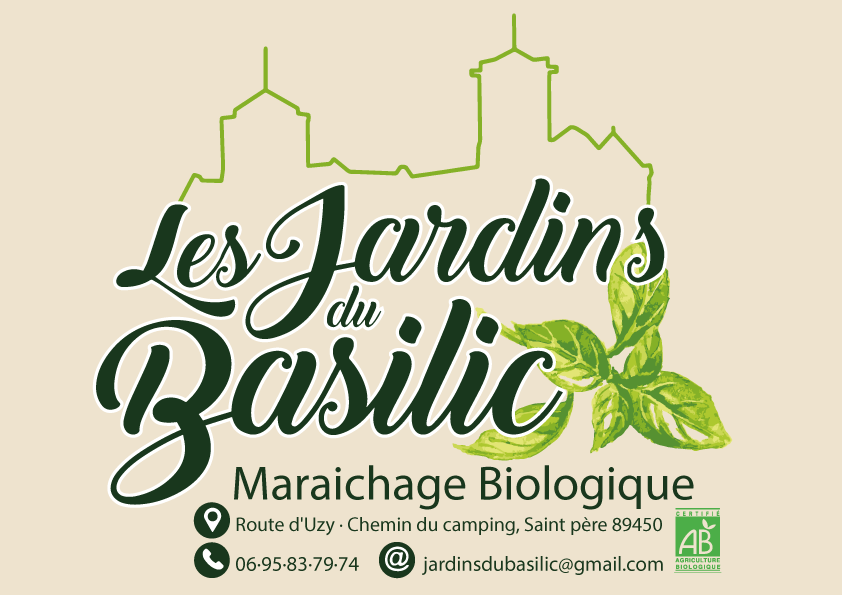 Les Jardins
du
Basilic
Maraichage Biologique
Route d'Uzy · Chemin du camping, Saint père 89450
06·95·83·79·74 @ jardinsdubasilic@gmail.com
CERTIFIÉ
AB
AGRICULTURE
BIOLOGIQUE